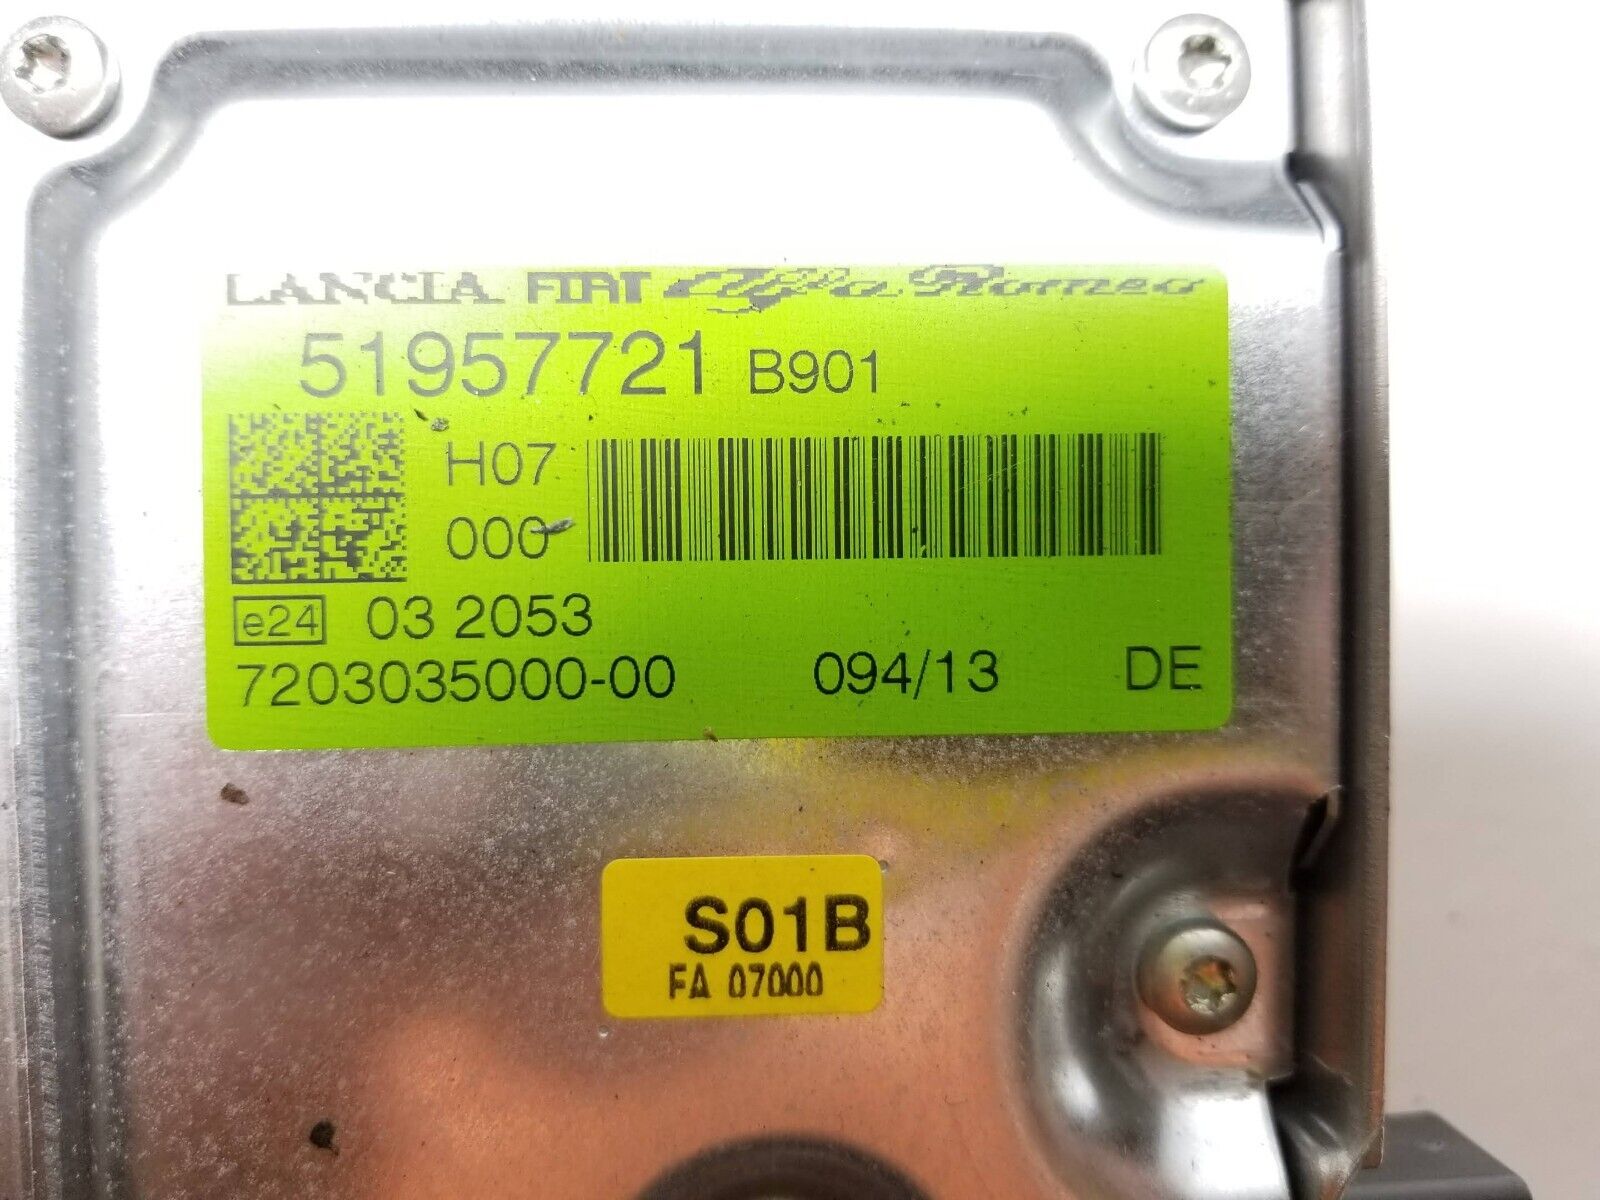 LANCIA FIAT Alfa Romeo
51957721 B901
H07
000
e24 03 2053
7203035000-00 094/13 DE
S01B
FA 07000